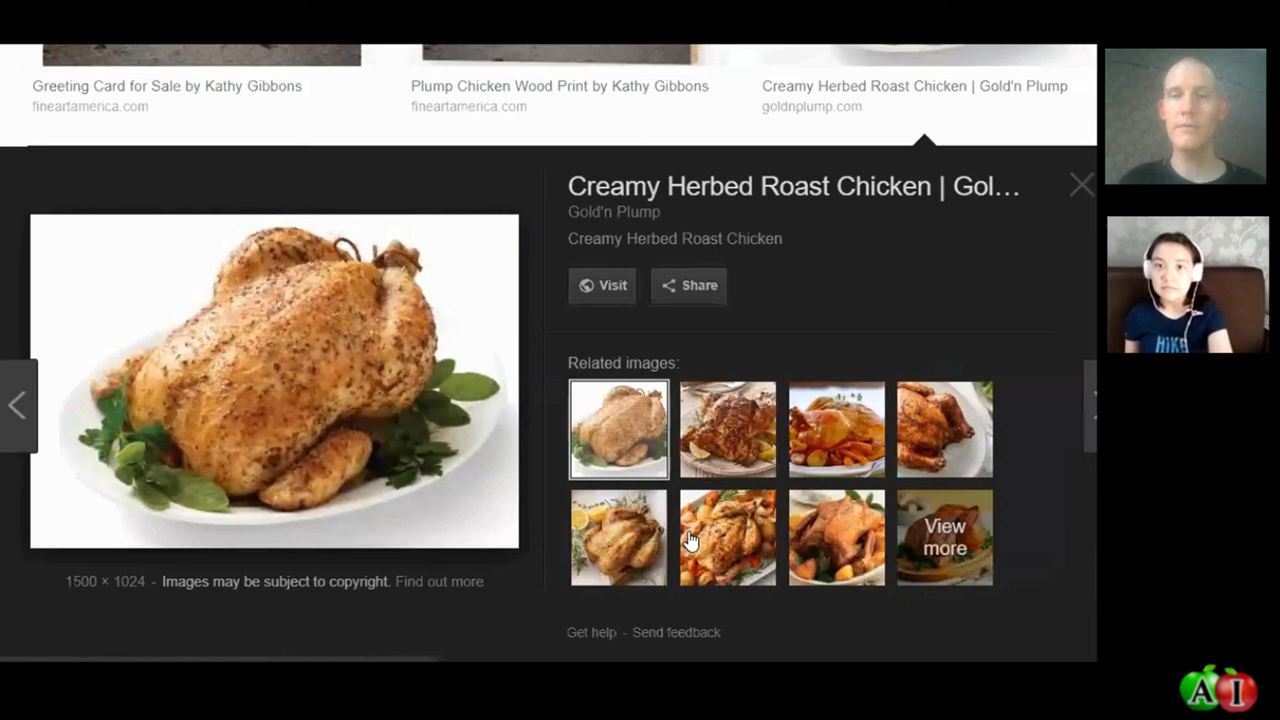 Greeting Card for Sale by Kathy Gibbons
fineartamerica.com
Plump Chicken Wood Print by Kathy Gibbons
fineartamerica.com
Creamy Herbed Roast Chicken | Gold'n Plump
goldnplump.com
Creamy Herbed Roast Chicken | Gol…
Gold'n Plump
Creamy Herbed Roast Chicken
Visit
Share
Related images:
View
more
1500 × 1024 - Images may be subject to copyright. Find out more
Get help - Send feedback
HIKE
A I